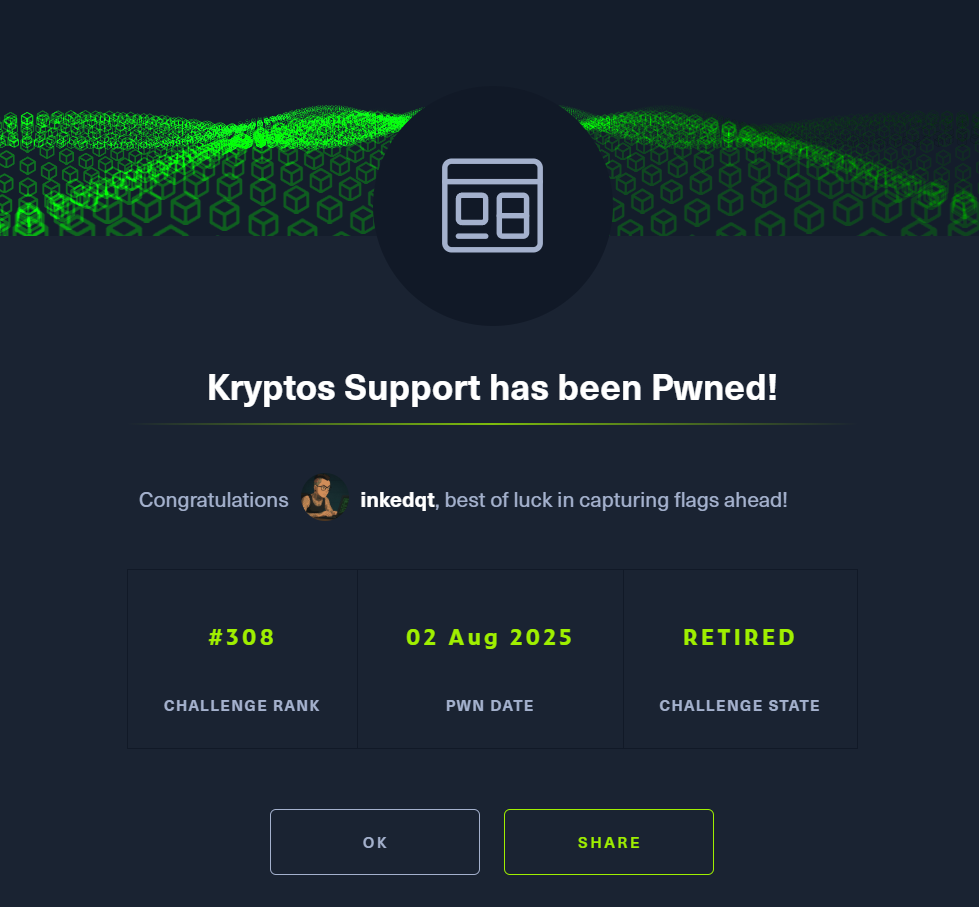 Kryptos Support has been Pwned!
Congratulations inkedqt, best of luck in capturing flags ahead!
#308 02 Aug 2025 RETIRED
CHALLENGE RANK PWN DATE CHALLENGE STATE
OK SHARE